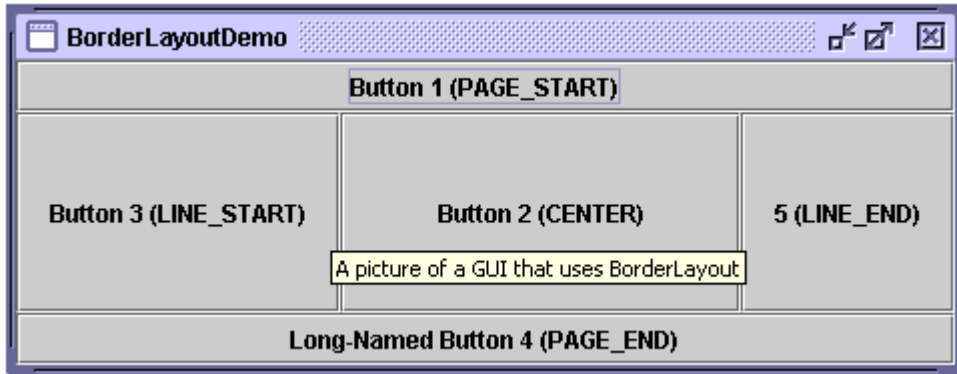 BorderLayoutDemo
Button 1 (PAGE_START)
Button 3 (LINE_START)
Button 2 (CENTER)
5 (LINE_END)
A picture of a GUI that uses BorderLayout
Long-Named Button 4 (PAGE_END)